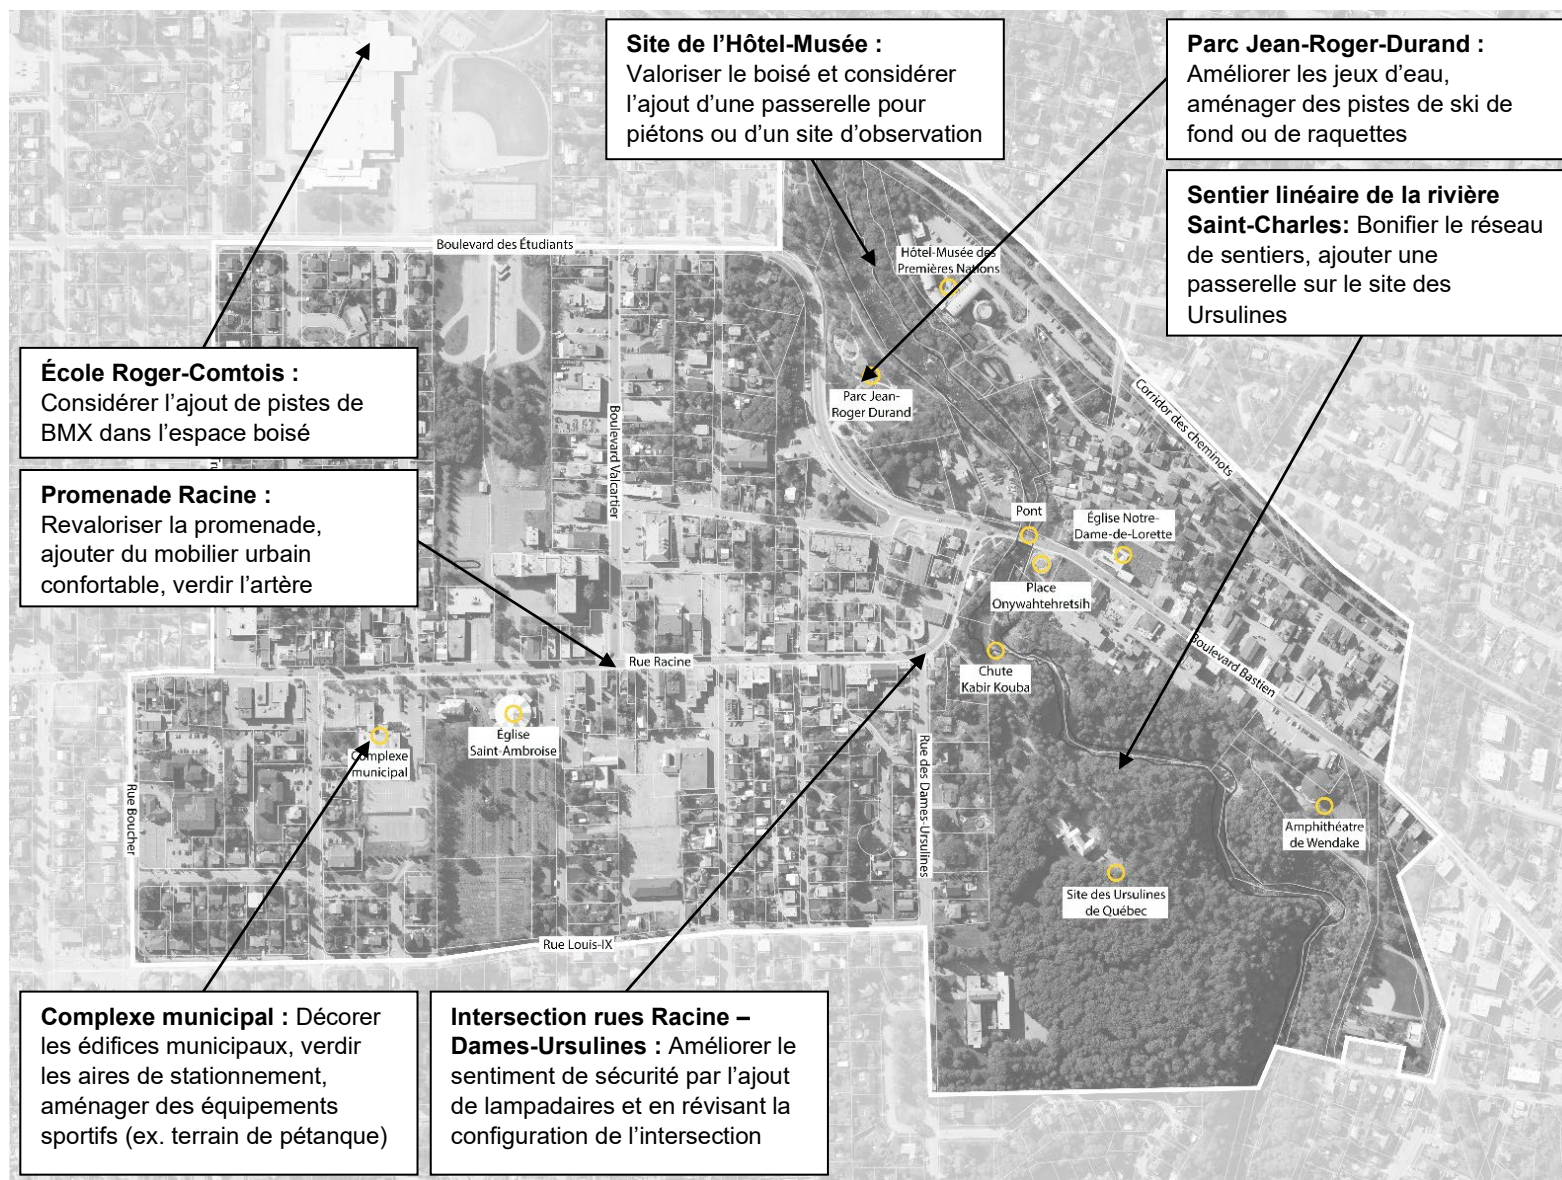 Site de l’Hôtel-Musée :
Valoriser le boisé et considérer
l’ajout d’une passerelle pour
piétons ou d’un site d’observation
Parc Jean-Roger-Durand :
Améliorer les jeux d’eau,
aménager des pistes de ski de
fond ou de raquettes
Sentier linéaire de la rivière
Saint-Charles: Bonifier le réseau
de sentiers, ajouter une
passerelle sur le site des
Ursulines
Boulevard des Étudiants
Hôtel-Musée des
Premières Nations
École Roger-Comtois :
Considérer l’ajout de pistes de
BMX dans l’espace boisé
Parc Jean-
Roger Durand
Corridor des cheminots
Boulevard Valcartier
Promenade Racine :
Revaloriser la promenade,
ajouter du mobilier urbain
confortable, verdir l’artère
Pont
Église Notre-
Dame-de-Lorette
Place
Onywahtehretsih
Rue Racine
Chute
Kabir Kouba
Boulevard Bastien
Église
Saint-Ambroise
Complexe
municipal
Rue Boucher
Rue des Dames-Ursulines
Amphithéatre
de Wendake
Site des Ursulines
de Québec
Rue Louis-IX
Complexe municipal : Décorer
les édifices municipaux, verdir
les aires de stationnement,
aménager des équipements
sportifs (ex. terrain de pétanque)
Intersection rues Racine –
Dames-Ursulines : Améliorer le
sentiment de sécurité par l’ajout
de lampadaires et en révisant la
configuration de l’intersection